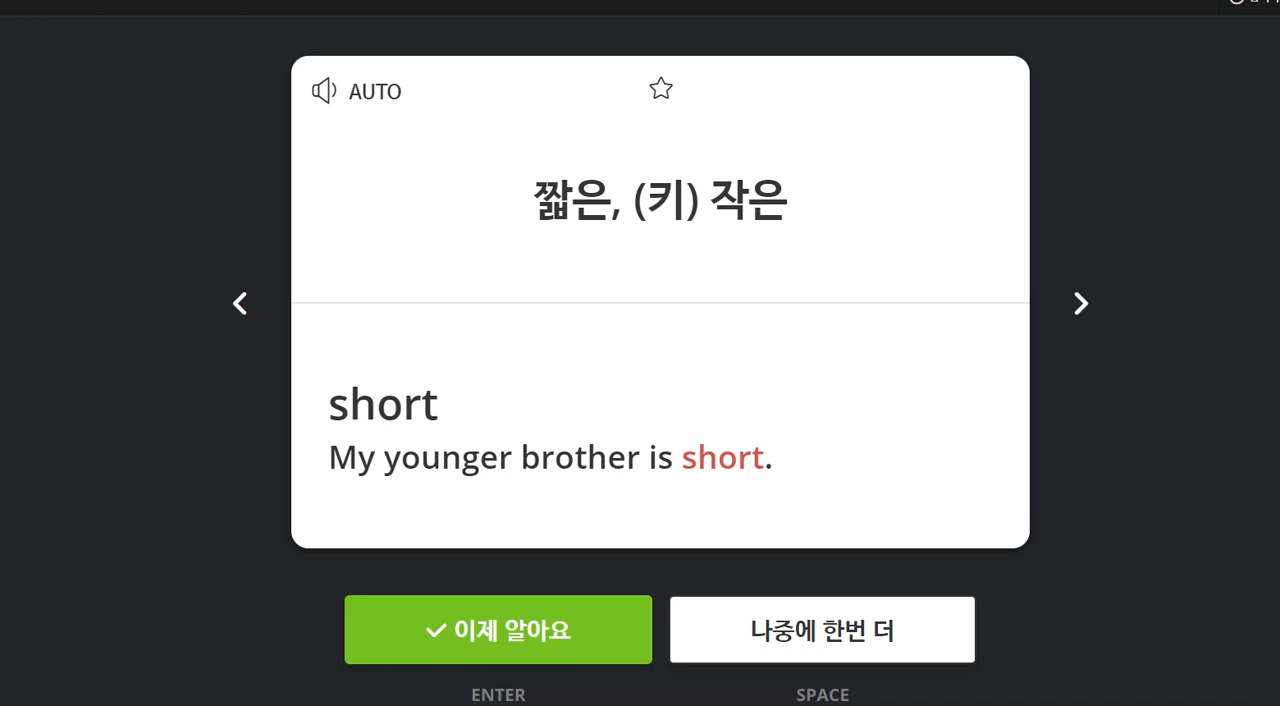 AUTO
짧은, (키) 작은
short
My younger brother is short.
이제 알아요
나중에 한번 더
ENTER
SPACE